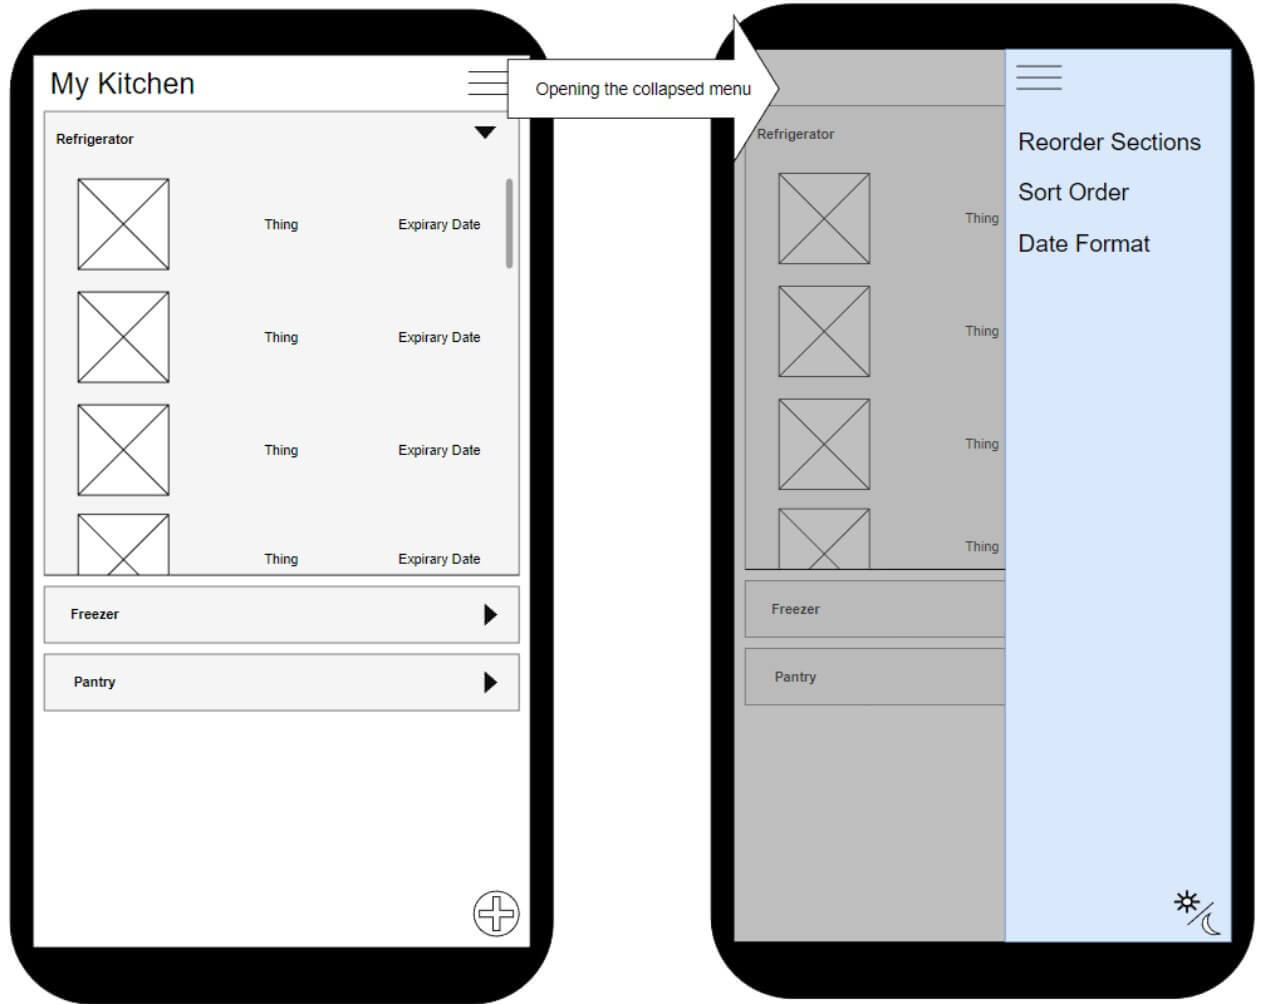 My Kitchen
Opening the collapsed menu
Refrigerator
Thing Expirary Date
Thing Expirary Date
Thing Expirary Date
Thing Expirary Date
Freezer
Pantry
Refrigerator
Thing
Thing
Thing
Thing
Freezer
Pantry
Reorder Sections
Sort Order
Date Format